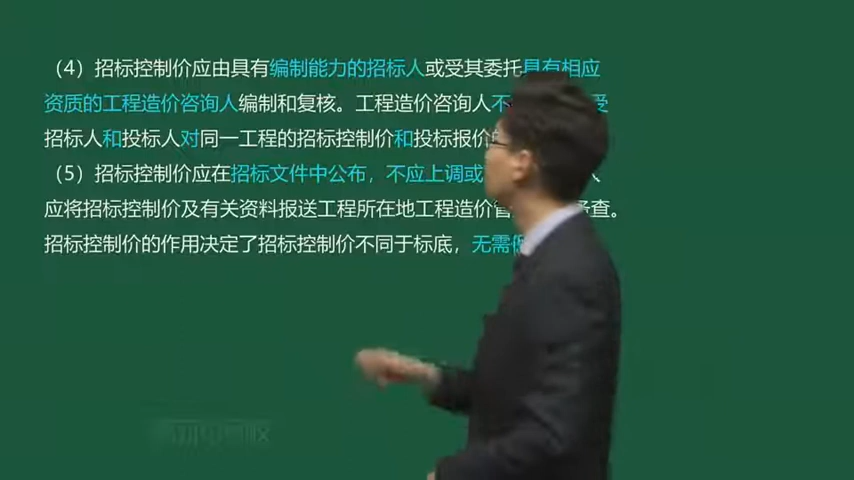 （4）招标控制价应由具有编制能力的招标人或受其委托具有相应
资质的工程造价咨询人编制和复核。工程造价咨询人不 受
招标人和投标人对同一工程的招标控制价和投标报价
（5）招标控制价应在招标文件中公布，不应上调或
应将招标控制价及有关资料报送工程所在地工程造价管 备查。
招标控制价的作用决定了招标控制价不同于标底，无需